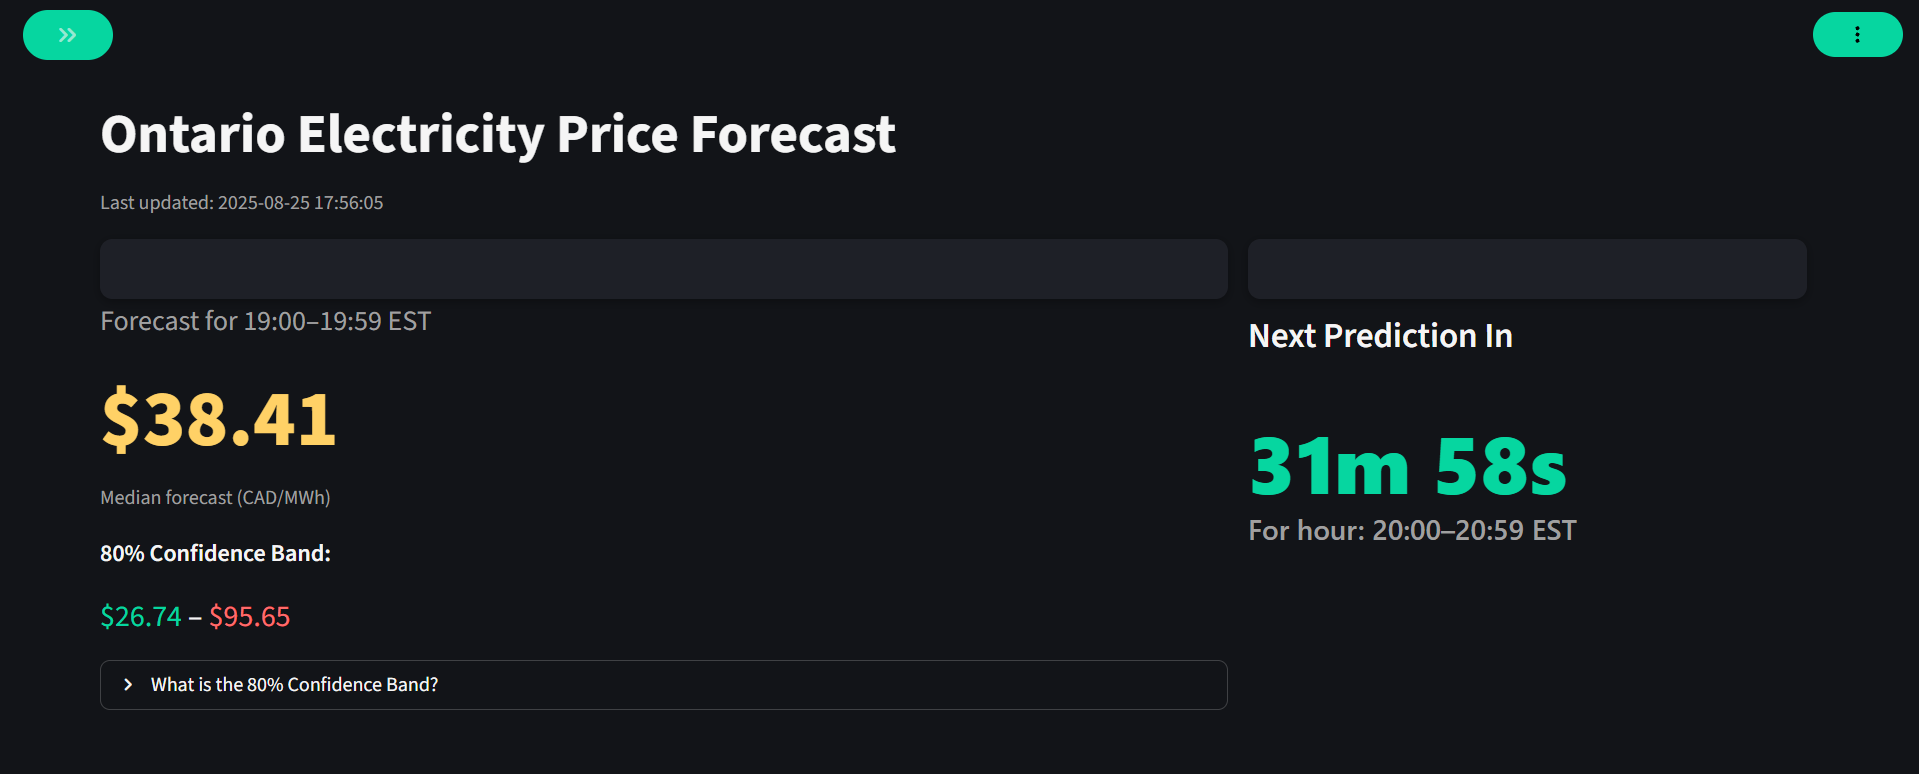 Ontario Electricity Price Forecast
Last updated: 2025-08-25 17:56:05
Forecast for 19:00–19:59 EST
$38.41
Median forecast (CAD/MWh)
80% Confidence Band:
$26.74 – $95.65
What is the 80% Confidence Band?
Next Prediction In
31m 58s
For hour: 20:00–20:59 EST